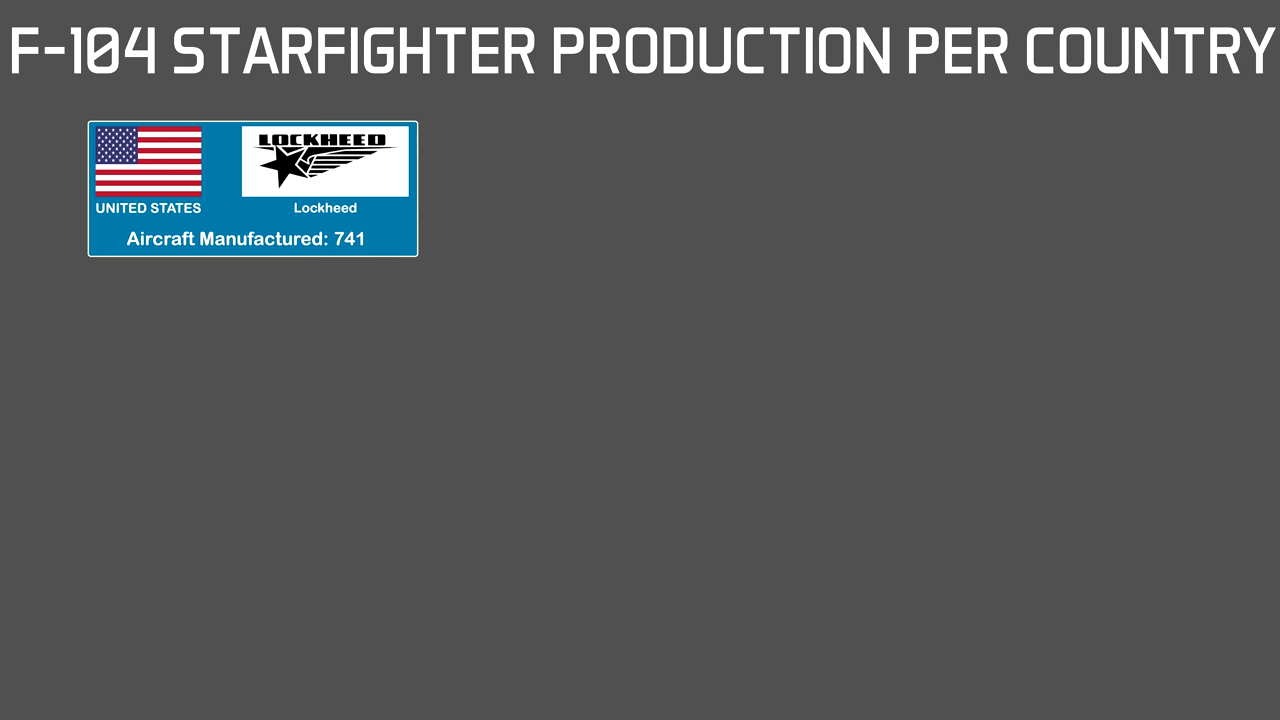 F-104 STARFIGHTER PRODUCTION PER COUNTRY
LOCKHEED
UNITED STATES
Lockheed
Aircraft Manufactured: 741